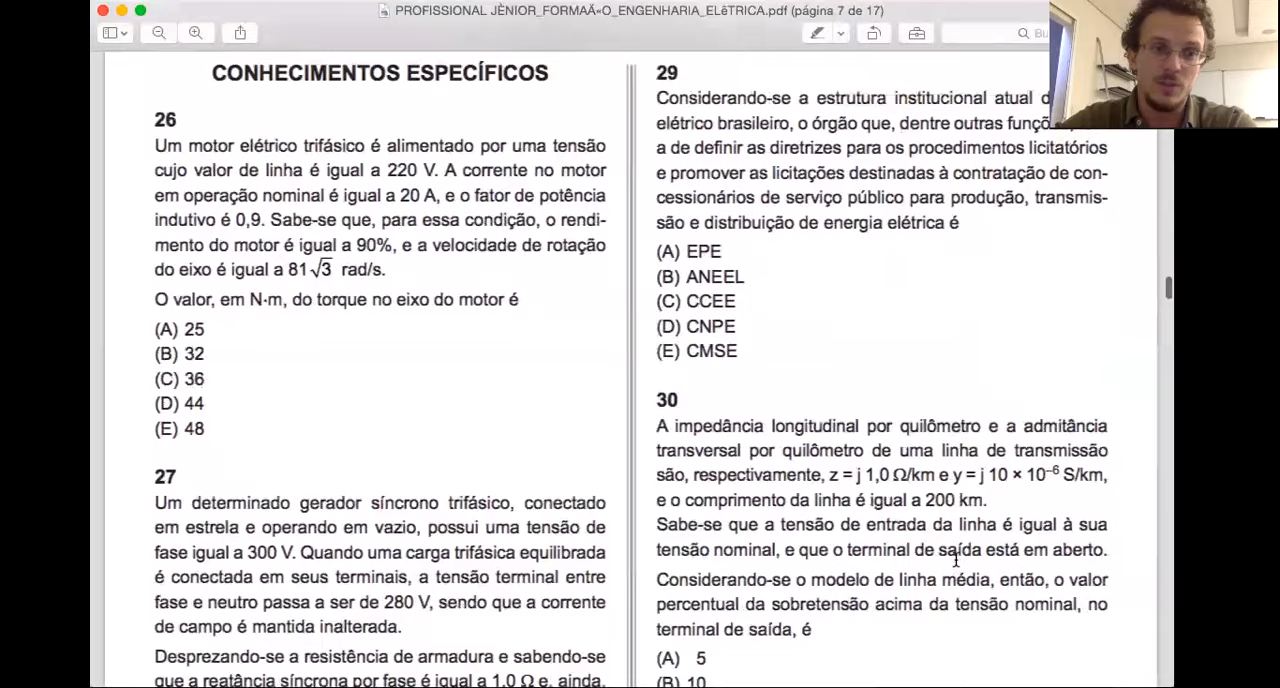 PROFISSIONAL JÈNIOR_FORMAÄ«O_ENGENHARIA_ELèTRICA.pdf (página 7 de 17)
CONHECIMENTOS ESPECÍFICOS
26
Um motor elétrico trifásico é alimentado por uma tensão
cujo valor de linha é igual a 220 V. A corrente no motor
em operação nominal é igual a 20 A, e o fator de potência
indutivo é 0,9. Sabe-se que, para essa condição, o rendi-
mento do motor é igual a 90%, e a velocidade de rotação
do eixo é igual a 81√3 rad/s.
O valor, em N·m, do torque no eixo do motor é
(A) 25
(B) 32
(C) 36
(D) 44
(E) 48
27
Um determinado gerador síncrono trifásico, conectado
em estrela e operando em vazio, possui uma tensão de
fase igual a 300 V. Quando uma carga trifásica equilibrada
é conectada em seus terminais, a tensão terminal entre
fase e neutro passa a ser de 280 V, sendo que a corrente
de campo é mantida inalterada.
Desprezando-se a resistência de armadura e sabendo-se
que a reatância síncrona por fase é igual a 1,0 Ω e, ainda,
29
Considerando-se a estrutura institucional atual
elétrico brasileiro, o órgão que, dentre outras
a de definir as diretrizes para os procedimentos licitatórios
e promover as licitações destinadas à contratação de con-
cessionários de serviço público para produção, transmis-
são e distribuição de energia elétrica é
(A) EPE
(B) ANEEL
(C) CCEE
(D) CNPE
(E) CMSE
30
A impedância longitudinal por quilômetro e a admitância
transversal por quilômetro de uma linha de transmissão
são, respectivamente, z = j 1,0 Ω/km e y = j 10 × 10⁻⁶ S/km,
e o comprimento da linha é igual a 200 km.
Sabe-se que a tensão de entrada da linha é igual à sua
tensão nominal, e que o terminal de saída está em aberto.
Considerando-se o modelo de linha média, então, o valor
percentual da sobretensão acima da tensão nominal, no
terminal de saída, é
(A) 5
(B) 10